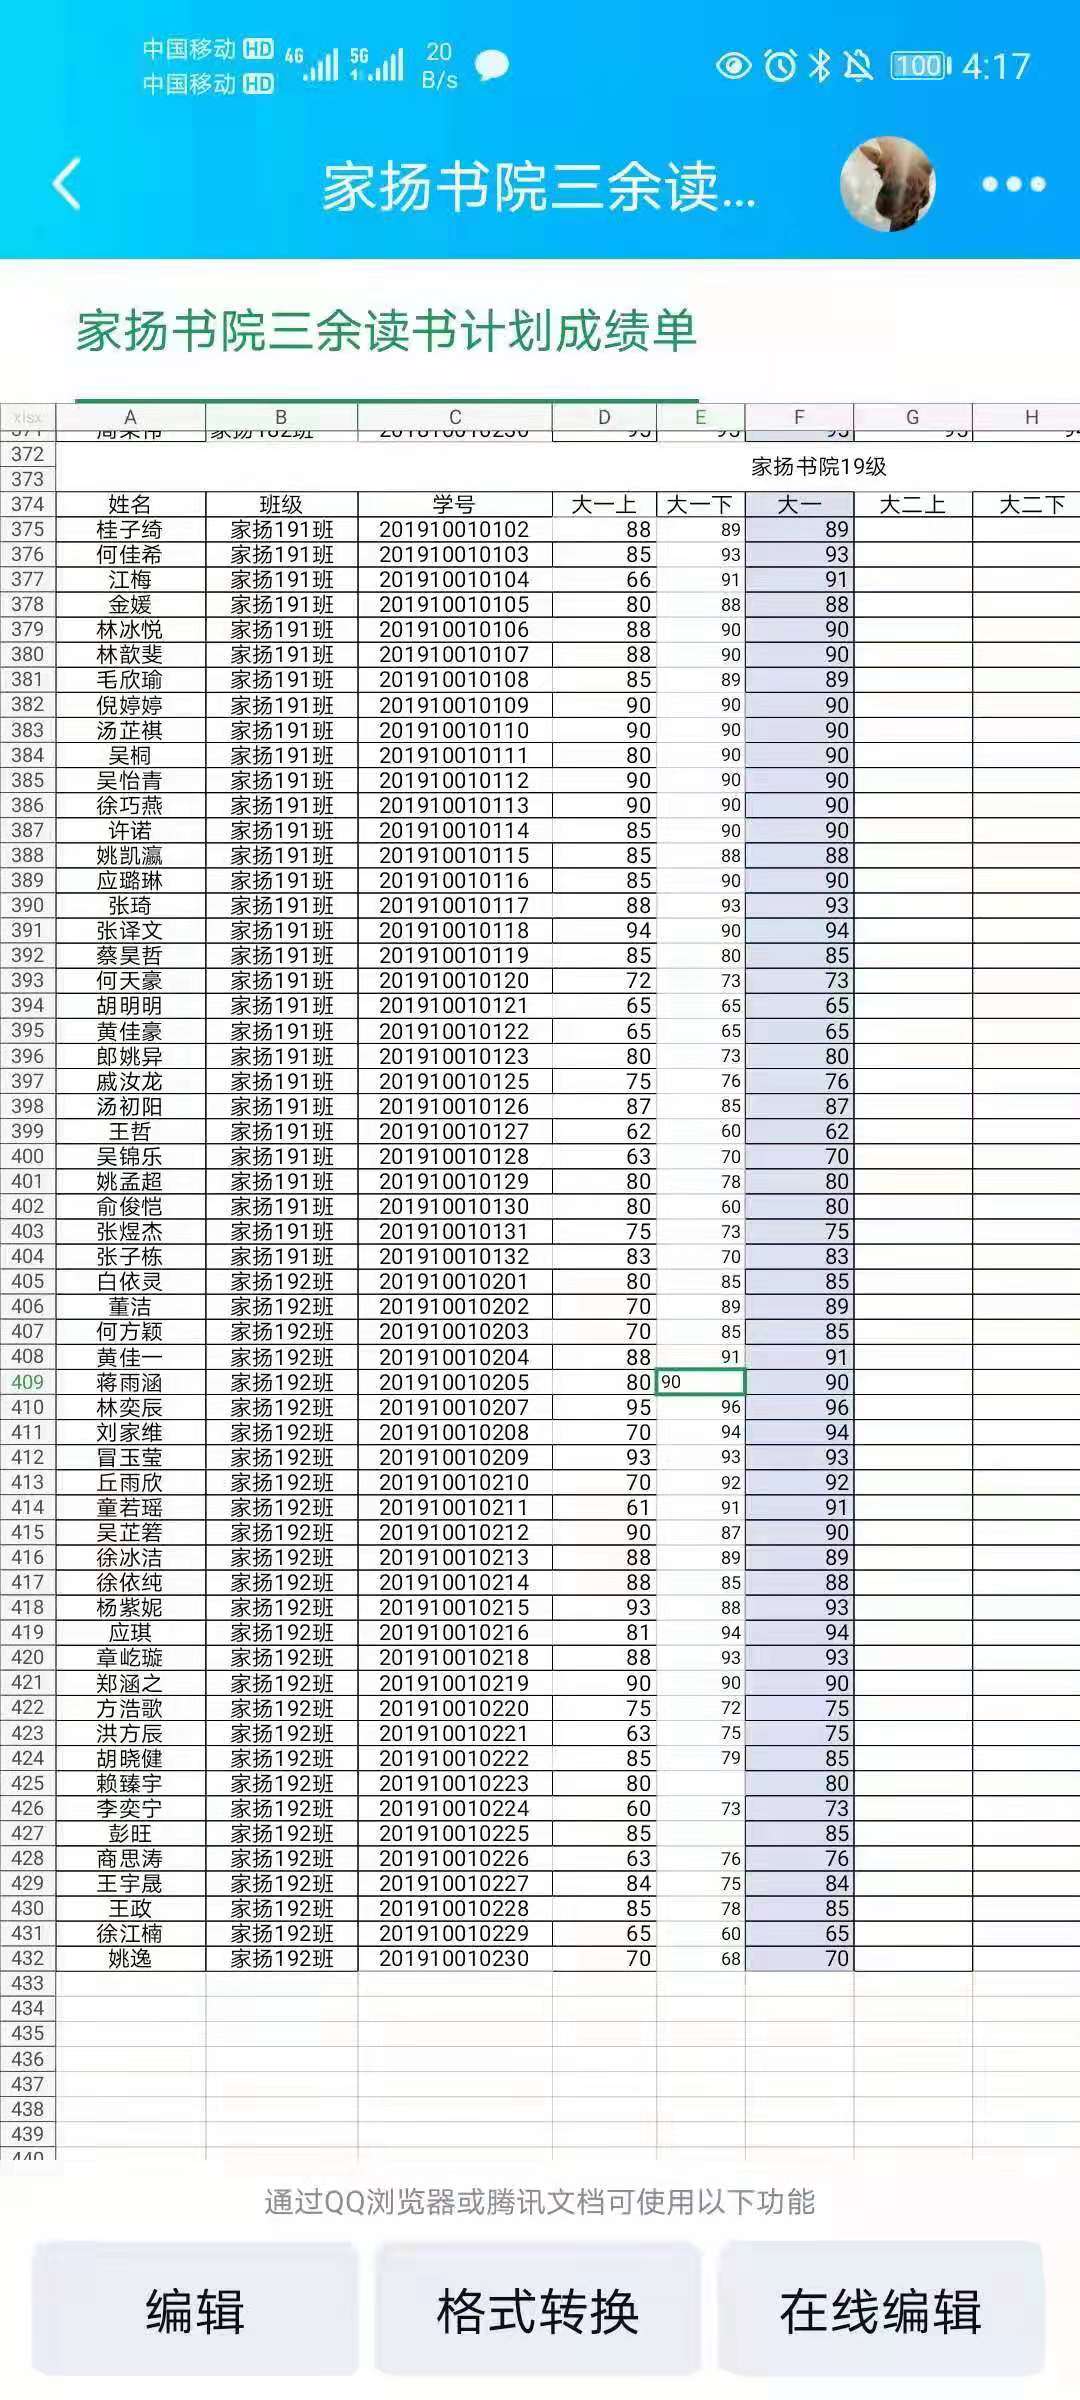 中国移动 HD 4G 5G 20 B/s 100 4:17
中国移动 HD
家扬书院三余读...
家扬书院三余读书计划成绩单
xlsx A B C D E F G H
372
家扬书院19级
373
374 姓名 班级 学号 大一上 大一下 大一 大二上 大二下
375 桂子绮 家扬191班 201910010102 88 89 89
376 何佳希 家扬191班 201910010103 85 93 93
377 江梅 家扬191班 201910010104 66 91 91
378 金媛 家扬191班 201910010105 80 88 88
379 林冰悦 家扬191班 201910010106 88 90 90
380 林歆斐 家扬191班 201910010107 88 90 90
381 毛欣瑜 家扬191班 201910010108 85 89 89
382 倪婷婷 家扬191班 201910010109 90 90 90
383 汤芷祺 家扬191班 201910010110 90 90 90
384 吴桐 家扬191班 201910010111 80 90 90
385 吴怡青 家扬191班 201910010112 90 90 90
386 徐巧燕 家扬191班 201910010113 90 90 90
387 许诺 家扬191班 201910010114 85 90 90
388 姚凯瀛 家扬191班 201910010115 85 88 88
389 应璐琳 家扬191班 201910010116 85 90 90
390 张琦 家扬191班 201910010117 88 93 93
391 张译文 家扬191班 201910010118 94 90 94
392 蔡昊哲 家扬191班 201910010119 85 80 85
393 何天豪 家扬191班 201910010120 72 73 73
394 胡明明 家扬191班 201910010121 65 65 65
395 黄佳豪 家扬191班 201910010122 65 65 65
396 郎姚异 家扬191班 201910010123 80 73 80
397 戚汝龙 家扬191班 201910010125 75 76 76
398 汤初阳 家扬191班 201910010126 87 85 87
399 王哲 家扬191班 201910010127 62 60 62
400 吴锦乐 家扬191班 201910010128 63 70 70
401 姚孟超 家扬191班 201910010129 80 78 80
402 俞俊恺 家扬191班 201910010130 80 60 80
403 张煜杰 家扬191班 201910010131 75 73 75
404 张子栋 家扬191班 201910010132 83 70 83
405 白依灵 家扬192班 201910010201 80 85 85
406 董洁 家扬192班 201910010202 70 89 89
407 何方颖 家扬192班 201910010203 70 85 85
408 黄佳一 家扬192班 201910010204 88 91 91
409 蒋雨涵 家扬192班 201910010205 80 90 90
410 林奕辰 家扬192班 201910010207 95 96 96
411 刘家维 家扬192班 201910010208 70 94 94
412 冒玉莹 家扬192班 201910010209 93 93 93
413 丘雨欣 家扬192班 201910010210 70 92 92
414 童若瑶 家扬192班 201910010211 61 91 91
415 吴芷箬 家扬192班 201910010212 90 87 90
416 徐冰洁 家扬192班 201910010213 88 89 89
417 徐依纯 家扬192班 201910010214 88 85 88
418 杨紫妮 家扬192班 201910010215 93 88 93
419 应琪 家扬192班 201910010216 81 94 94
420 章屹璇 家扬192班 201910010218 88 93 93
421 郑涵之 家扬192班 201910010219 90 90 90
422 方浩歌 家扬192班 201910010220 75 72 75
423 洪方辰 家扬192班 201910010221 63 75 75
424 胡晓健 家扬192班 201910010222 85 79 85
425 赖臻宇 家扬192班 201910010223 80 80
426 李奕宁 家扬192班 201910010224 60 73 73
427 彭旺 家扬192班 201910010225 85 85
428 商思涛 家扬192班 201910010226 63 76 76
429 王宇晟 家扬192班 201910010227 84 75 84
430 王政 家扬192班 201910010228 85 78 85
431 徐江楠 家扬192班 201910010229 65 60 65
432 姚逸 家扬192班 201910010230 70 68 70
433
434
435
436
437
438
439
通过QQ浏览器或腾讯文档可使用以下功能
编辑 格式转换 在线编辑